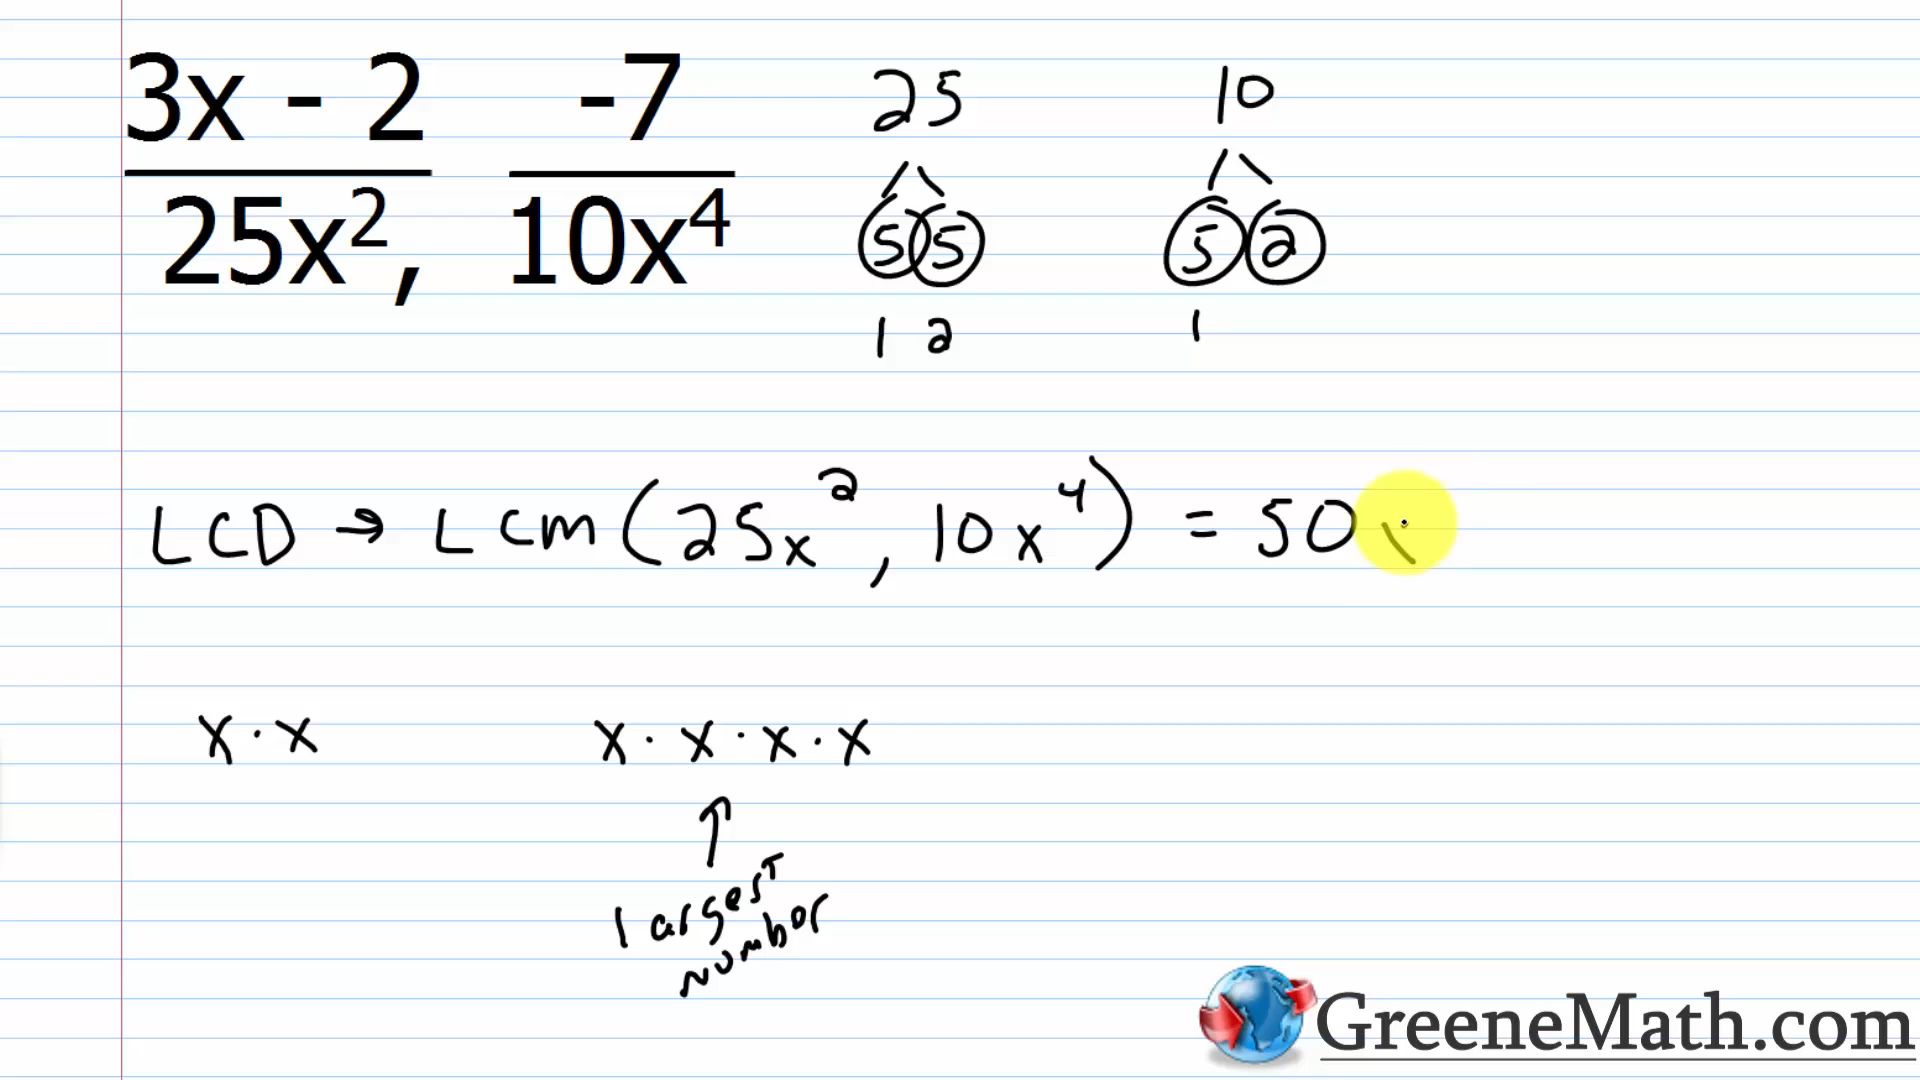 3x - 2 -7 25 10
25x², 10x⁴ 5 5 5 2
1 2 1
LCD → LCM (25x², 10x⁴) = 50
x · x x · x · x · x
↑
largest
number
GreeneMath.com